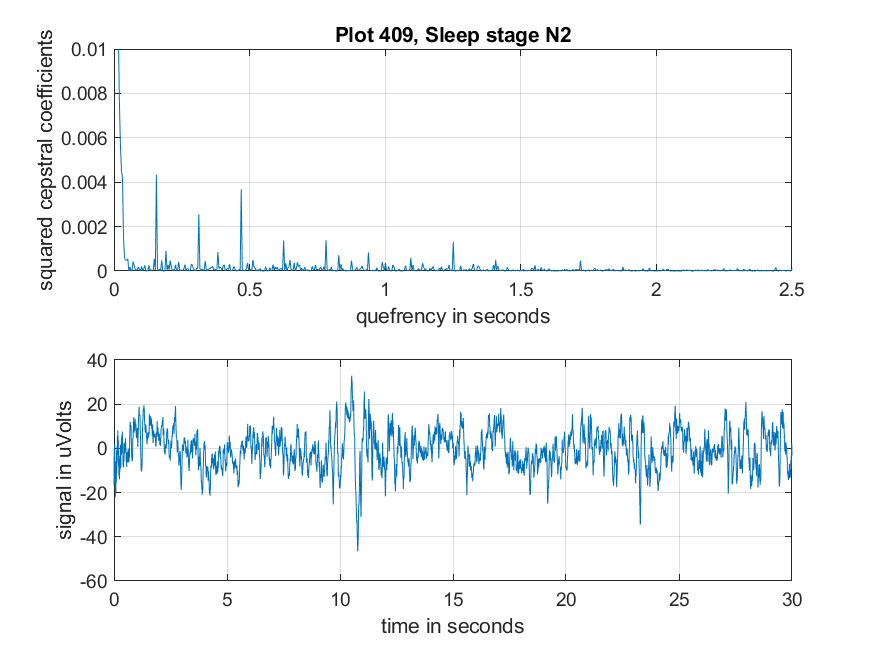 Plot 409, Sleep stage N2
squared cepstral coefficients
0.01
0.008
0.006
0.004
0.002
0
0 0.5 1 1.5 2 2.5
quefrency in seconds
signal in uVolts
40
20
0
-20
-40
-60
0 5 10 15 20 25 30
time in seconds